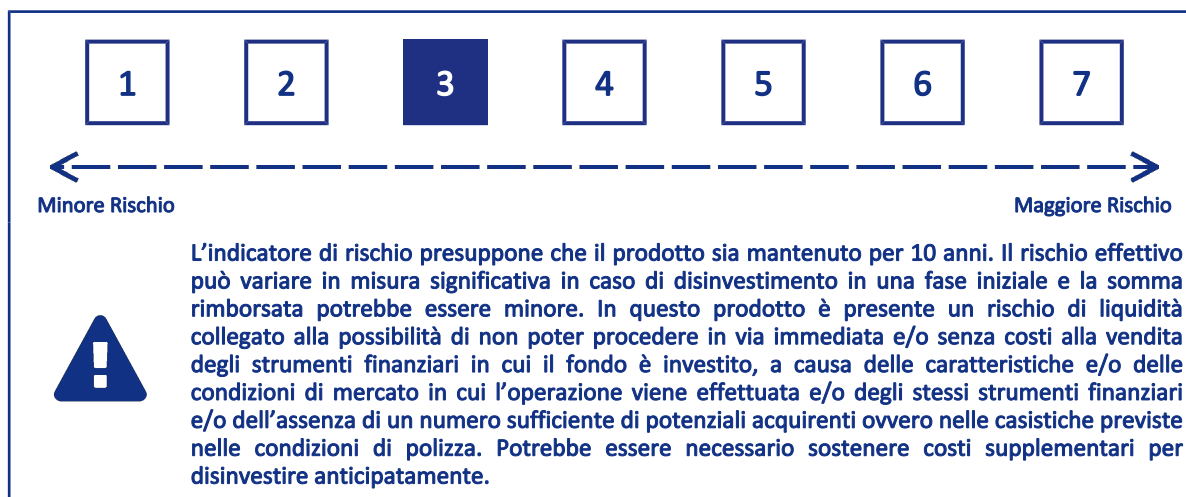 1 2 3 4 5 6 7
Minore Rischio Maggiore Rischio
L’indicatore di rischio presuppone che il prodotto sia mantenuto per 10 anni. Il rischio effettivo
può variare in misura significativa in caso di disinvestimento in una fase iniziale e la somma
rimborsata potrebbe essere minore. In questo prodotto è presente un rischio di liquidità
collegato alla possibilità di non poter procedere in via immediata e/o senza costi alla vendita
degli strumenti finanziari in cui il fondo è investito, a causa delle caratteristiche e/o delle
condizioni di mercato in cui l’operazione viene effettuata e/o degli stessi strumenti finanziari
e/o dell’assenza di un numero sufficiente di potenziali acquirenti ovvero nelle casistiche previste
nelle condizioni di polizza. Potrebbe essere necessario sostenere costi supplementari per
disinvestire anticipatamente.